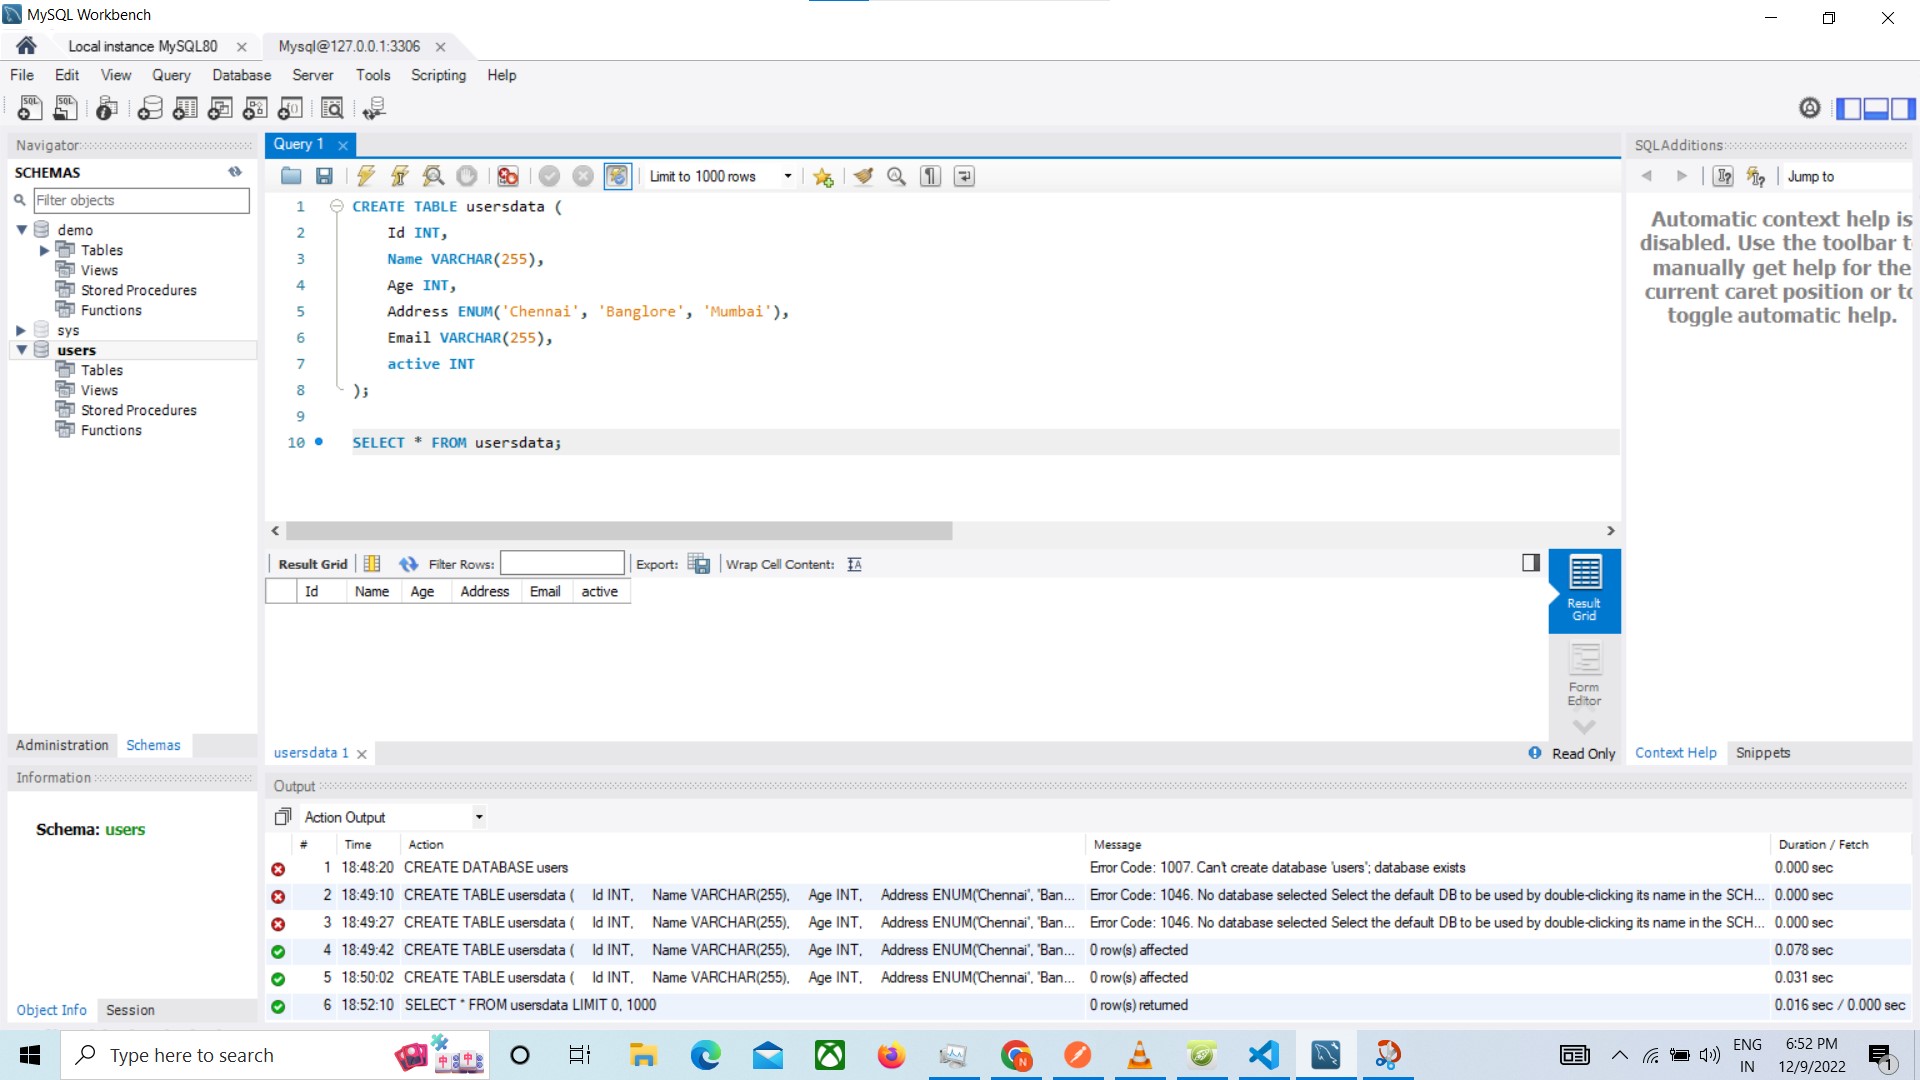 MySQL Workbench
Local instance MySQL80
Mysql@127.0.0.1:3306
File Edit View Query Database Server Tools Scripting Help
Navigator
SCHEMAS
Filter objects
demo
Tables
Views
Stored Procedures
Functions
sys
users
Tables
Views
Stored Procedures
Functions
Administration Schemas
Information
Schema: users
Object Info Session
Query 1
Limit to 1000 rows
1 CREATE TABLE usersdata (
2 Id INT,
3 Name VARCHAR(255),
4 Age INT,
5 Address ENUM('Chennai', 'Banglore', 'Mumbai'),
6 Email VARCHAR(255),
7 active INT
8 );
9
10 SELECT * FROM usersdata;
Result Grid Filter Rows: Export: Wrap Cell Content:
Id Name Age Address Email active
Result
Grid
Form
Editor
usersdata 1
Read Only
SQLAdditions
Jump to
Automatic context help is
disabled. Use the toolbar t
manually get help for the
current caret position or to
toggle automatic help.
Context Help Snippets
Output
Action Output
# Time Action Message Duration / Fetch
1 18:48:20 CREATE DATABASE users Error Code: 1007. Can't create database 'users'; database exists 0.000 sec
2 18:49:10 CREATE TABLE usersdata ( Id INT, Name VARCHAR(255), Age INT, Address ENUM('Chennai', 'Ban... Error Code: 1046. No database selected Select the default DB to be used by double-clicking its name in the SCH... 0.000 sec
3 18:49:27 CREATE TABLE usersdata ( Id INT, Name VARCHAR(255), Age INT, Address ENUM('Chennai', 'Ban... Error Code: 1046. No database selected Select the default DB to be used by double-clicking its name in the SCH... 0.000 sec
4 18:49:42 CREATE TABLE usersdata ( Id INT, Name VARCHAR(255), Age INT, Address ENUM('Chennai', 'Ban... 0 row(s) affected 0.078 sec
5 18:50:02 CREATE TABLE usersdata ( Id INT, Name VARCHAR(255), Age INT, Address ENUM('Chennai', 'Ban... 0 row(s) affected 0.031 sec
6 18:52:10 SELECT * FROM usersdata LIMIT 0, 1000 0 row(s) returned 0.016 sec / 0.000 sec
Type here to search
ENG
IN
6:52 PM
12/9/2022
1